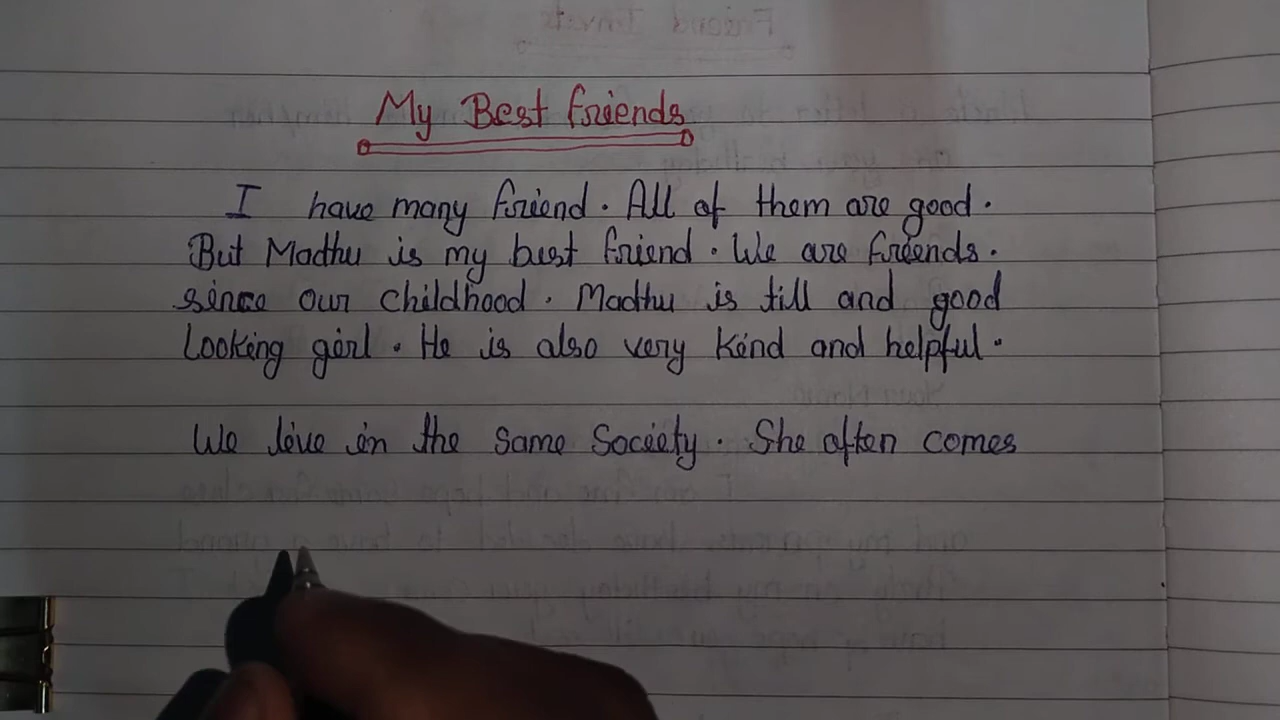 My Best friends
I have many friend. All of them are good.
But Madhu is my best friend. We are friends.
since our childhood. Madhu is till and good
looking girl. He is also very kind and helpful.
We live in the same Society. She often comes